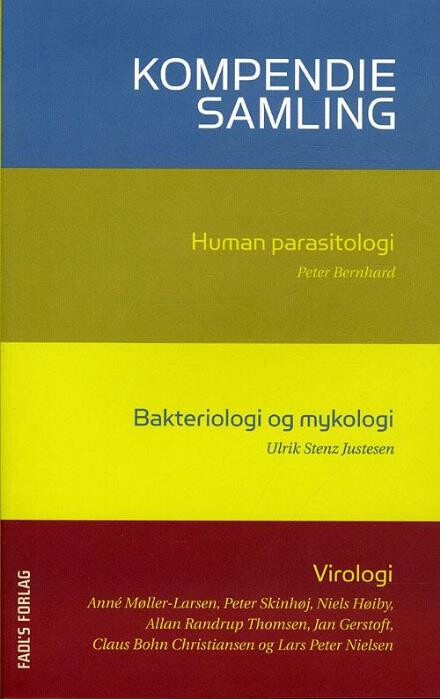 KOMPENDIE
SAMLING
Human parasitologi
Peter Bernhard
Bakteriologi og mykologi
Ulrik Stenz Justesen
Virologi
Anné Møller-Larsen, Peter Skinhøj, Niels Høiby,
Allan Randrup Thomsen, Jan Gerstoft,
Claus Bohn Christiansen og Lars Peter Nielsen
FADL'S FORLAG